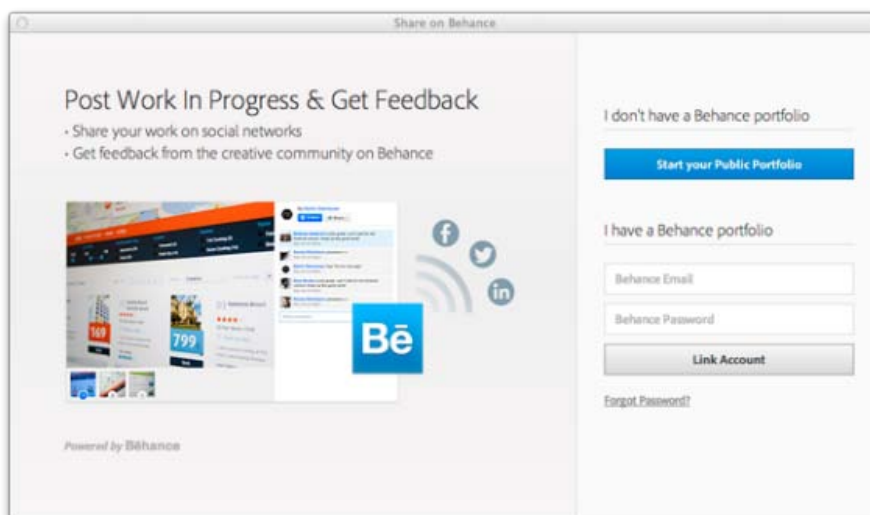 Share on Behance
Post Work In Progress & Get Feedback
• Share your work on social networks
• Get feedback from the creative community on Behance
169
799
Bē
f
in
Powered by Bēhance
I don't have a Behance portfolio
Start your Public Portfolio
I have a Behance portfolio
Behance Email
Behance Password
Link Account
Forgot Password?